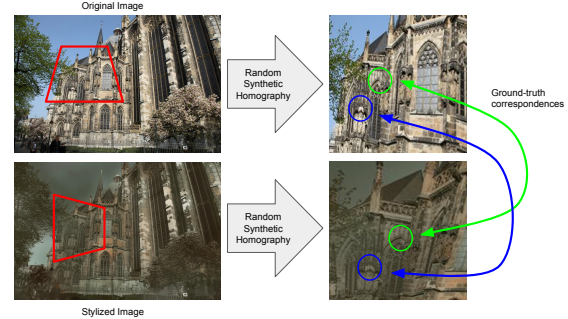 Original Image
Random
Synthetic
Homography
Ground-truth
correspondences
Random
Synthetic
Homography
Stylized Image